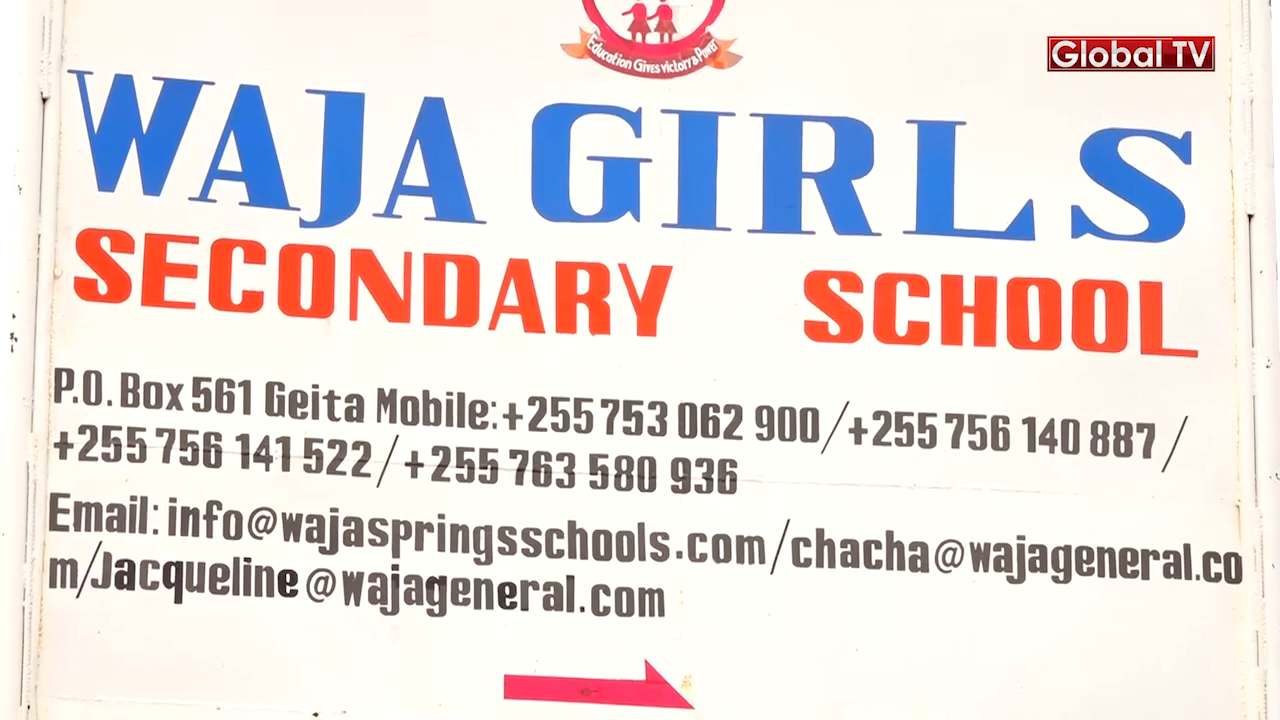 Education Gives Victory & Power
Global TV
WAJA GIRLS
SECONDARY SCHOOL
P.O. Box 561 Geita Mobile:+255 753 062 900/+255 756 140 887/
+255 756 141 522/+255 763 580 936
Email: info@wajaspringsschools.com/chacha@wajageneral.co
m/Jacqueline@wajageneral.com